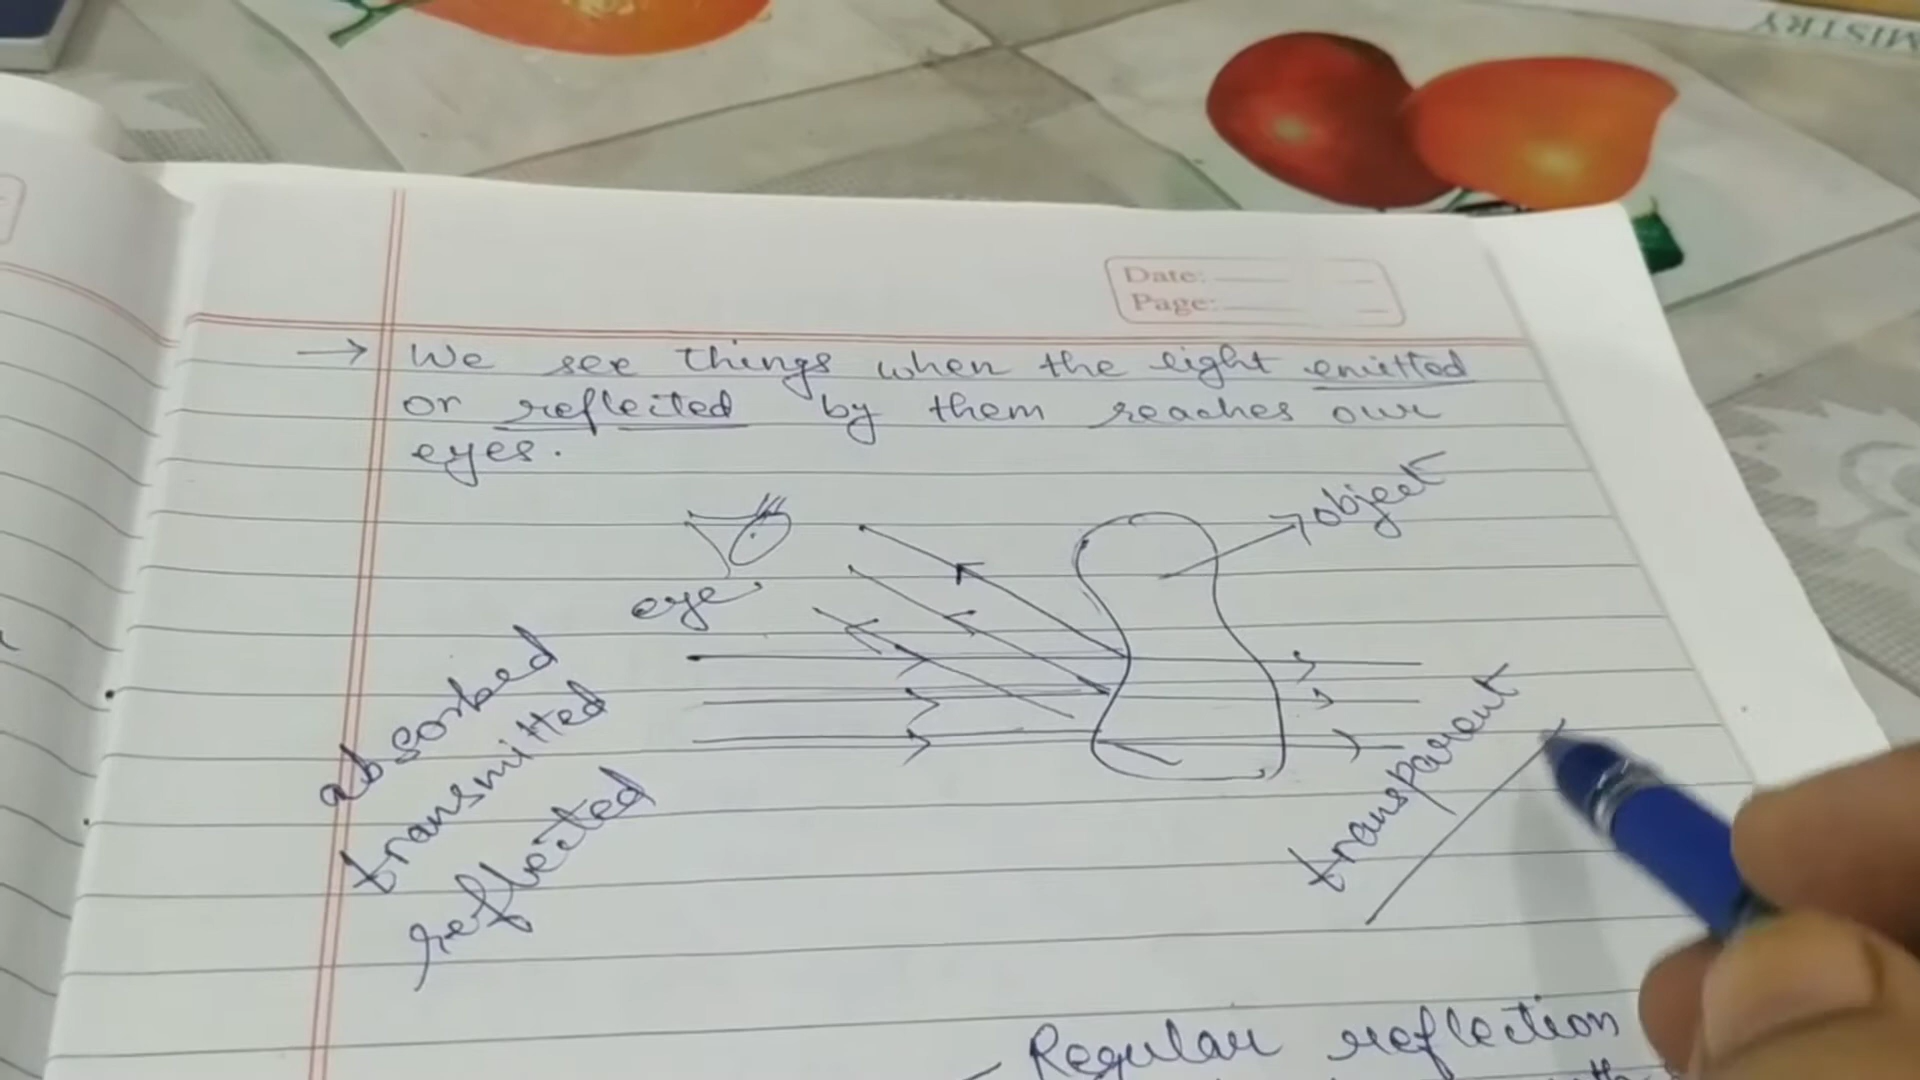 MISTRY
Date:
Page:
→ We see things when the light emitted
or reflected by them reaches our
eyes.
object
eye
absorbed
transmitted
reflected
transparent
Regular reflection